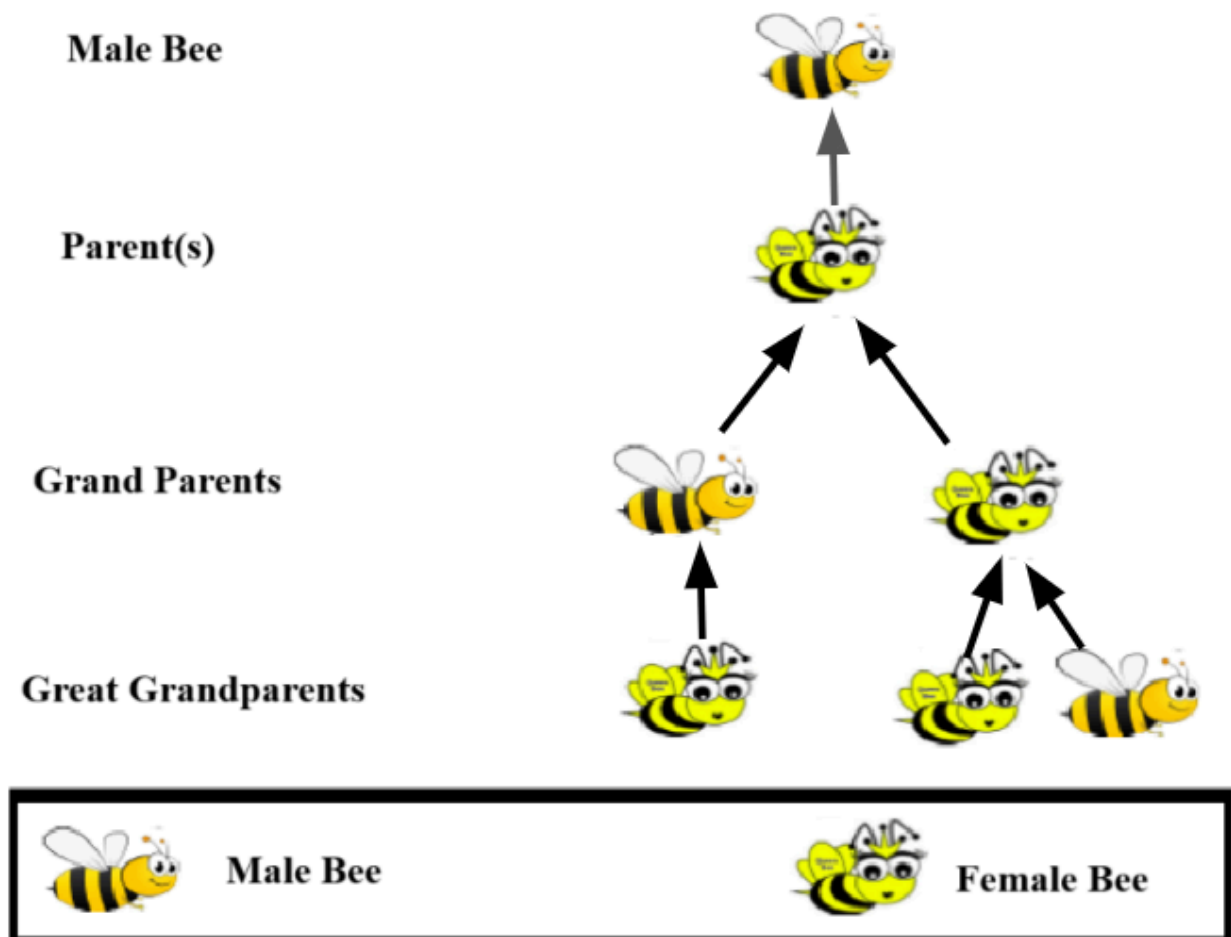 Male Bee
Parent(s)
Grand Parents
Great Grandparents
Male Bee
Female Bee